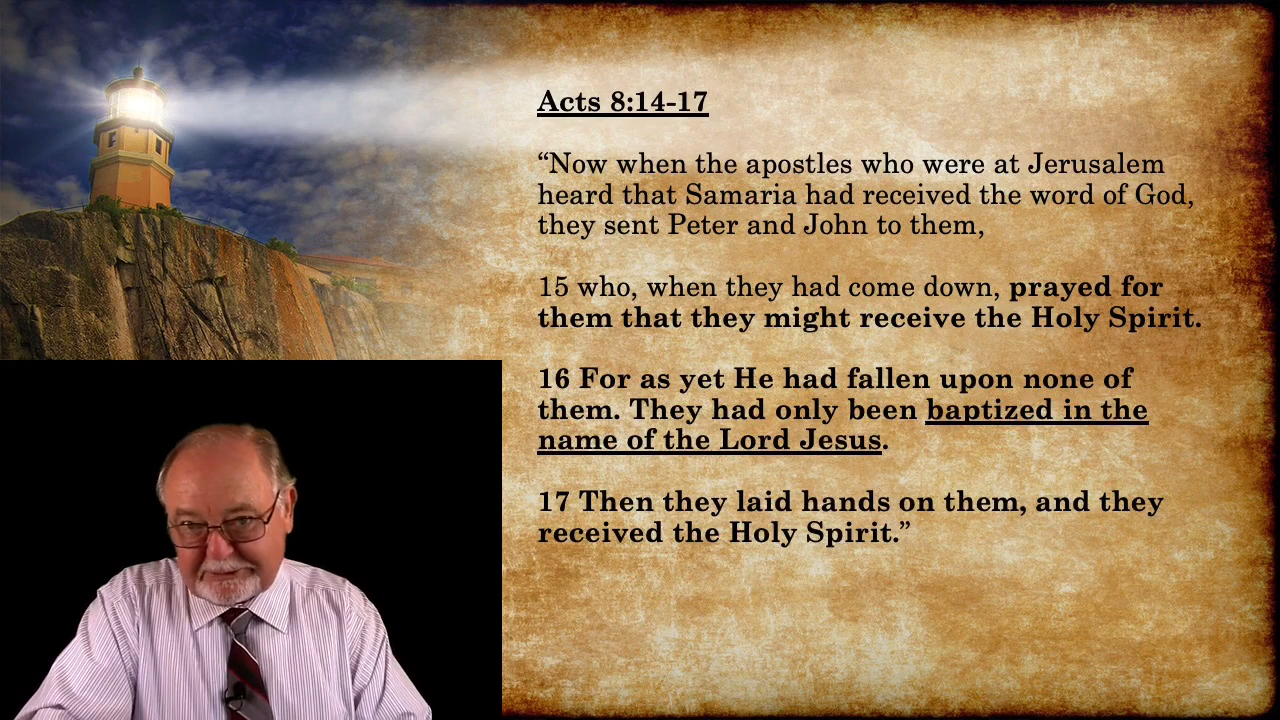 Acts 8:14-17
“Now when the apostles who were at Jerusalem
heard that Samaria had received the word of God,
they sent Peter and John to them,
15 who, when they had come down, prayed for
them that they might receive the Holy Spirit.
16 For as yet He had fallen upon none of
them. They had only been baptized in the
name of the Lord Jesus.
17 Then they laid hands on them, and they
received the Holy Spirit.”